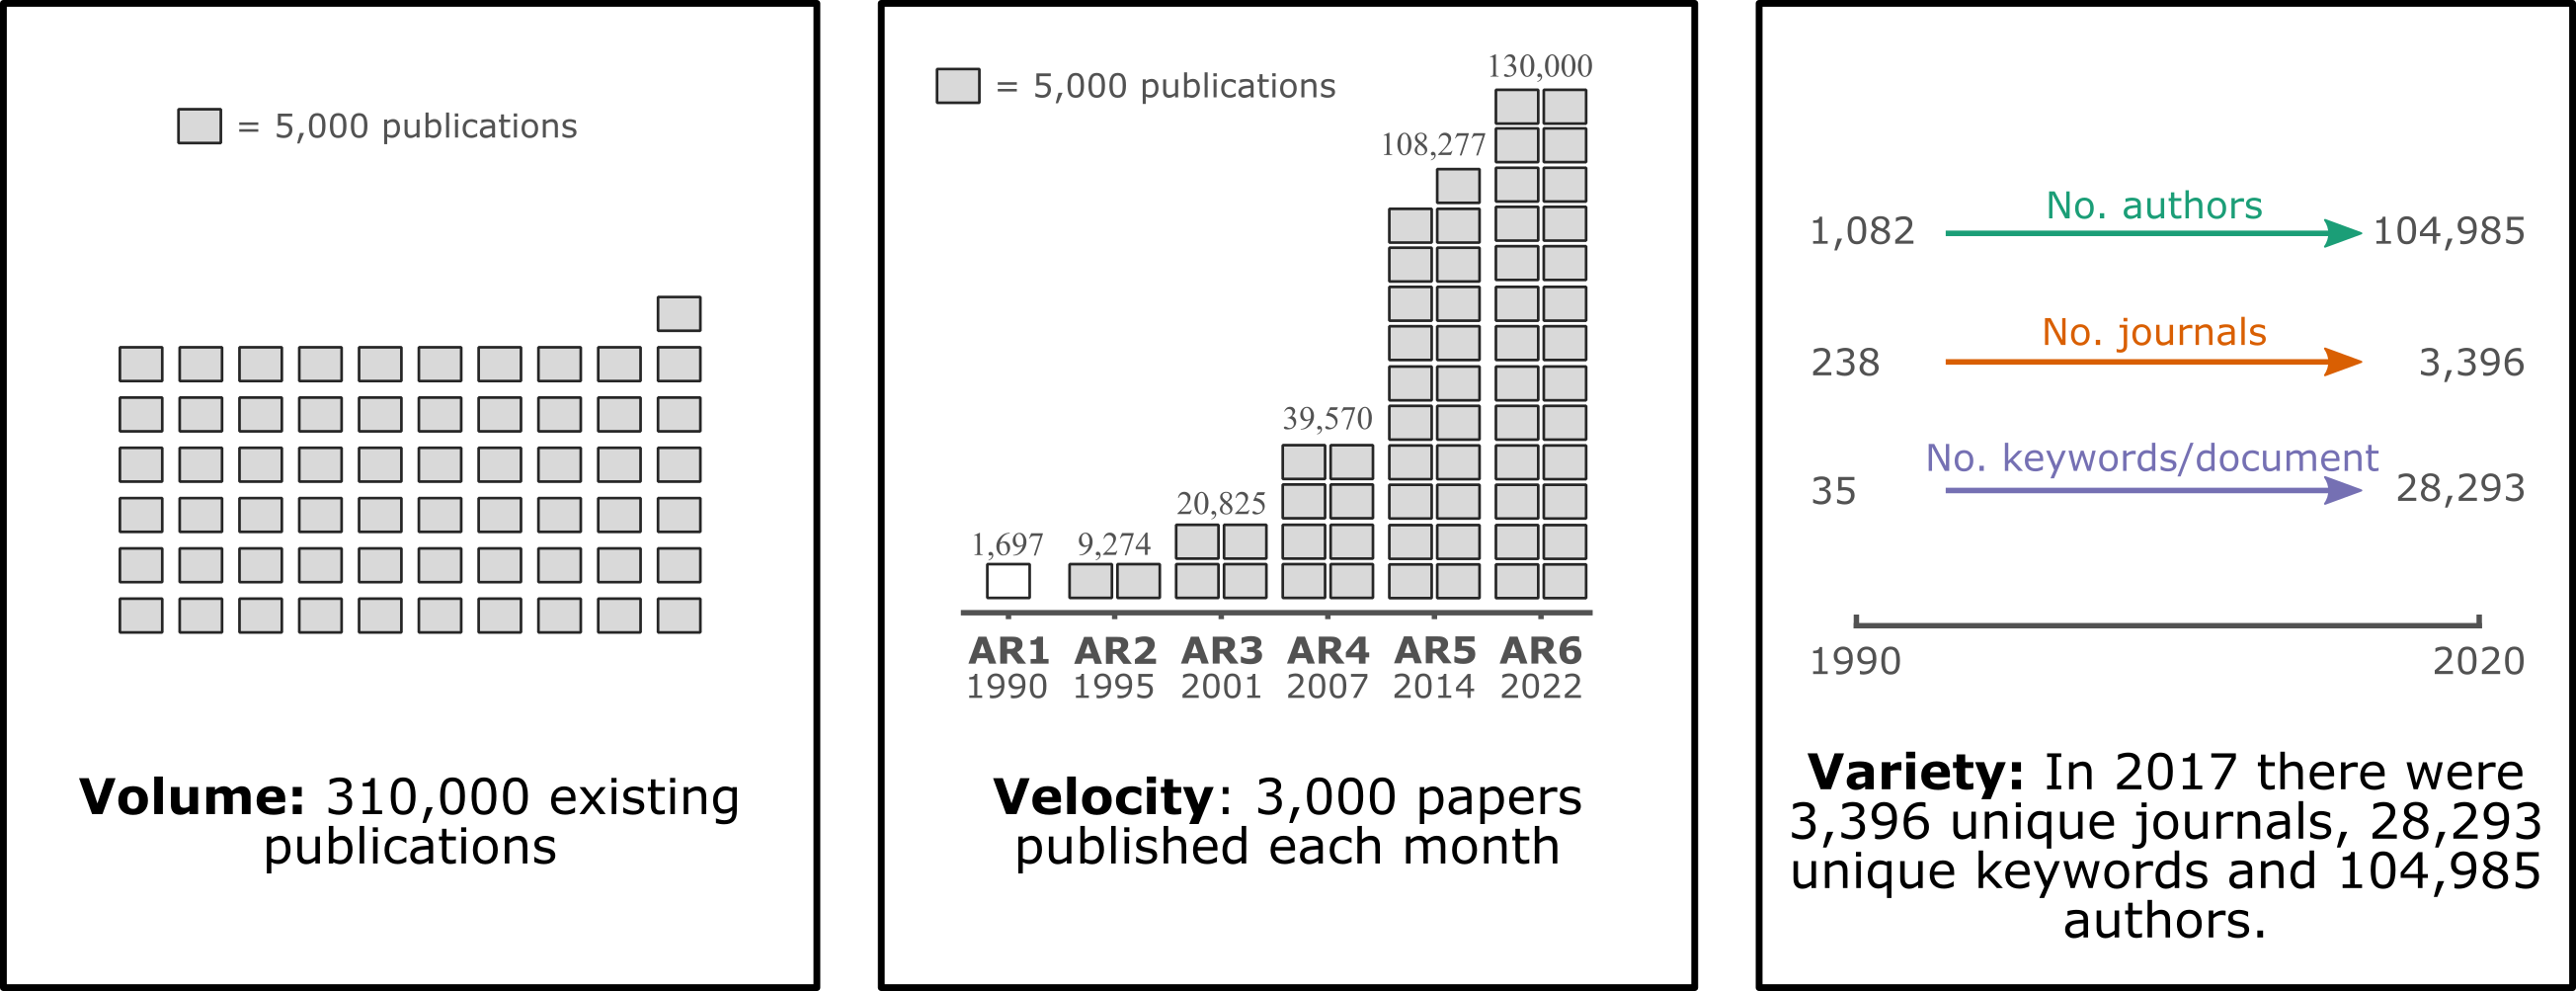 = 5,000 publications
Volume: 310,000 existing
publications
= 5,000 publications
130,000
108,277
39,570
20,825
1,697
9,274
AR1 AR2 AR3 AR4 AR5 AR6
1990 1995 2001 2007 2014 2022
Velocity: 3,000 papers
published each month
No. authors
1,082 104,985
No. journals
238 3,396
No. keywords/document
35 28,293
1990 2020
Variety: In 2017 there were
3,396 unique journals, 28,293
unique keywords and 104,985
authors.